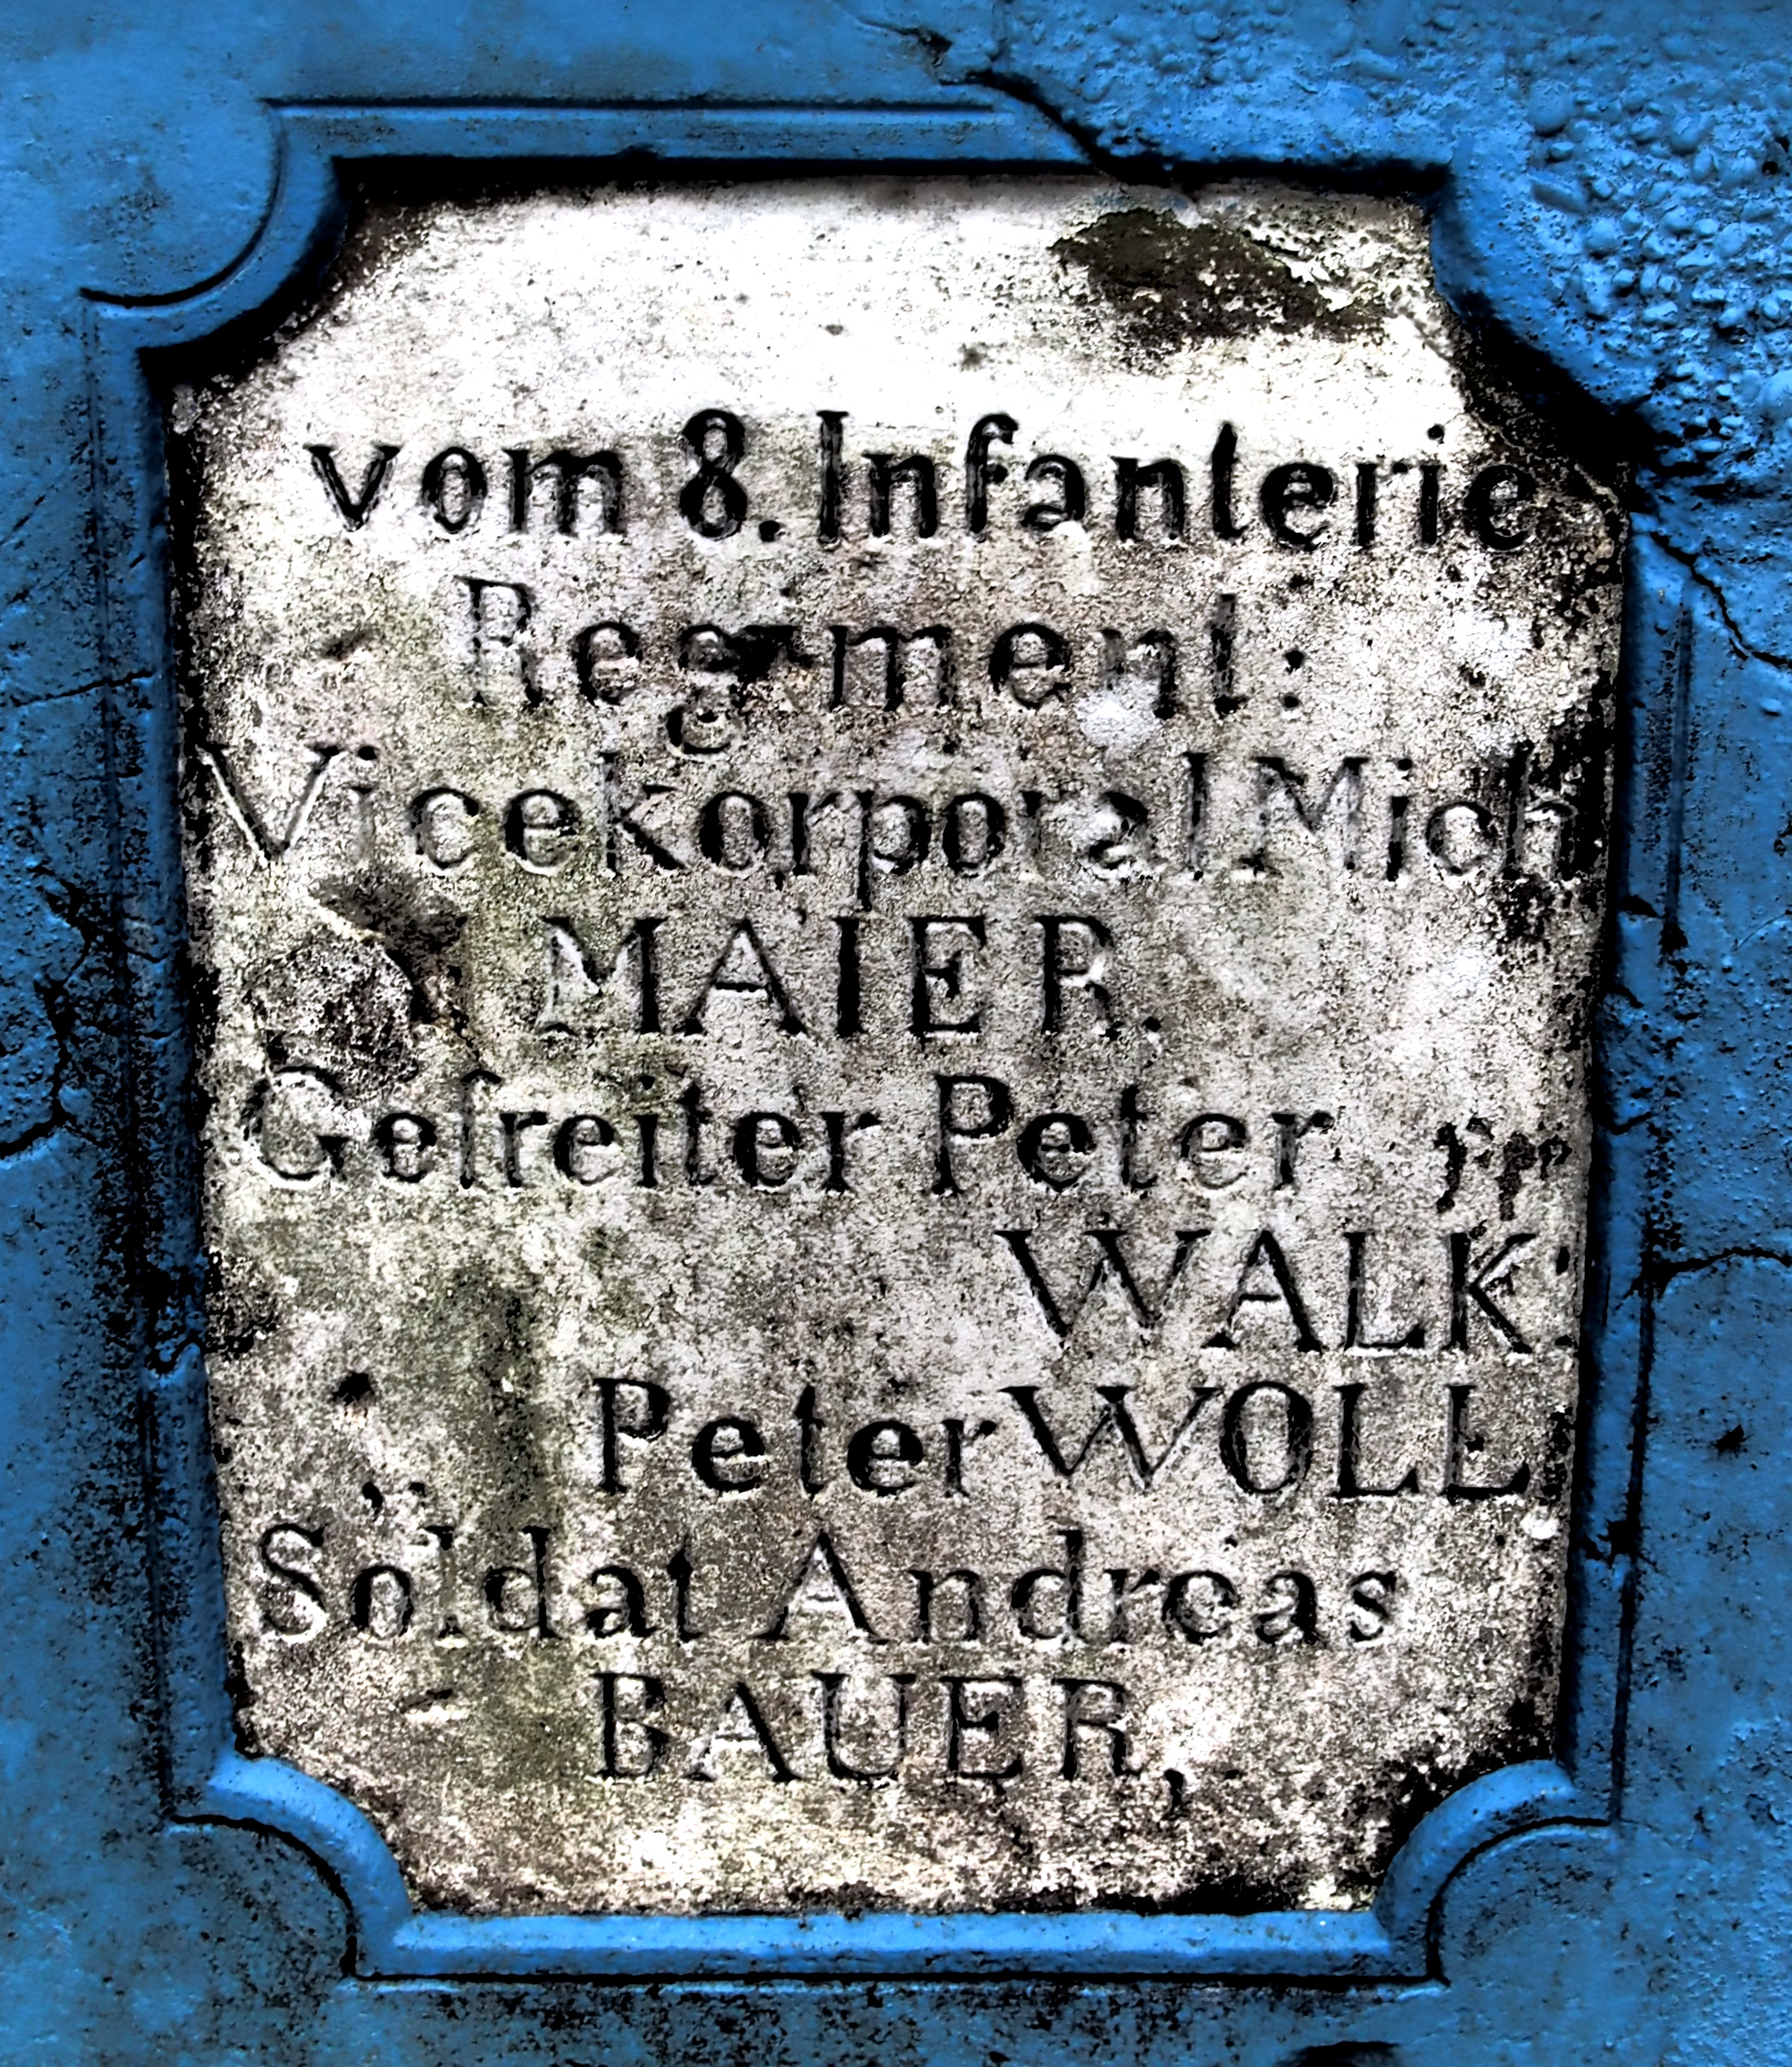 vom 8. Infanterie
Regiment:
Vicekorporal Mich
MAIER.
Gefreiter Peter
WALK.
,, Peter WOLL
Soldat Andreas
BAUER,